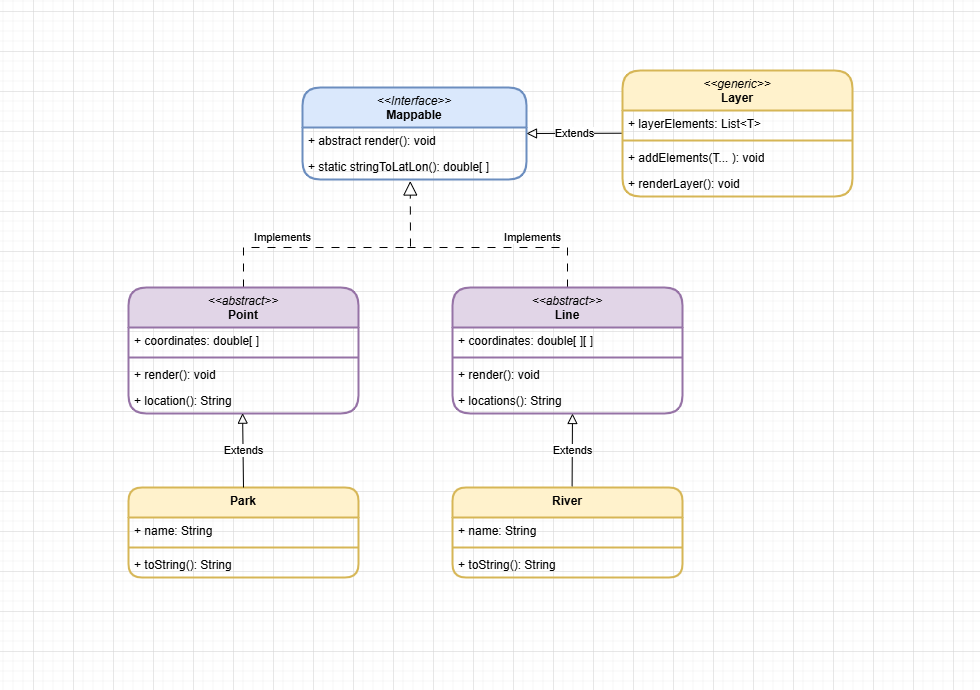 <<Interface>>
Mappable
+ abstract render(): void
+ static stringToLatLon(): double[ ]
Extends
<<generic>>
Layer
+ layerElements: List<T>
+ addElements(T... ): void
+ renderLayer(): void
Implements
Implements
<<abstract>>
Point
+ coordinates: double[ ]
+ render(): void
+ location(): String
<<abstract>>
Line
+ coordinates: double[ ][ ]
+ render(): void
+ locations(): String
Extends
Extends
Park
+ name: String
+ toString(): String
River
+ name: String
+ toString(): String